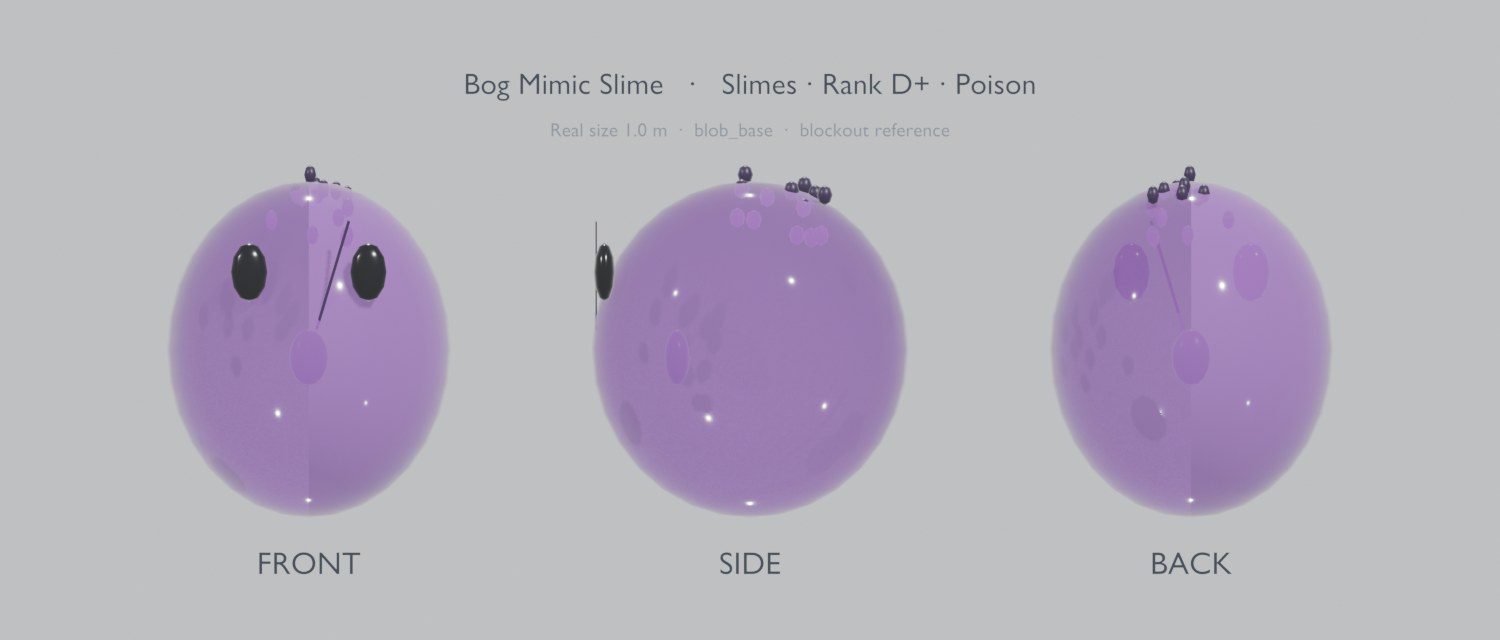 Bog Mimic Slime · Slimes · Rank D+ · Poison
Real size 1.0 m · blob_base · blockout reference
FRONT
SIDE
BACK